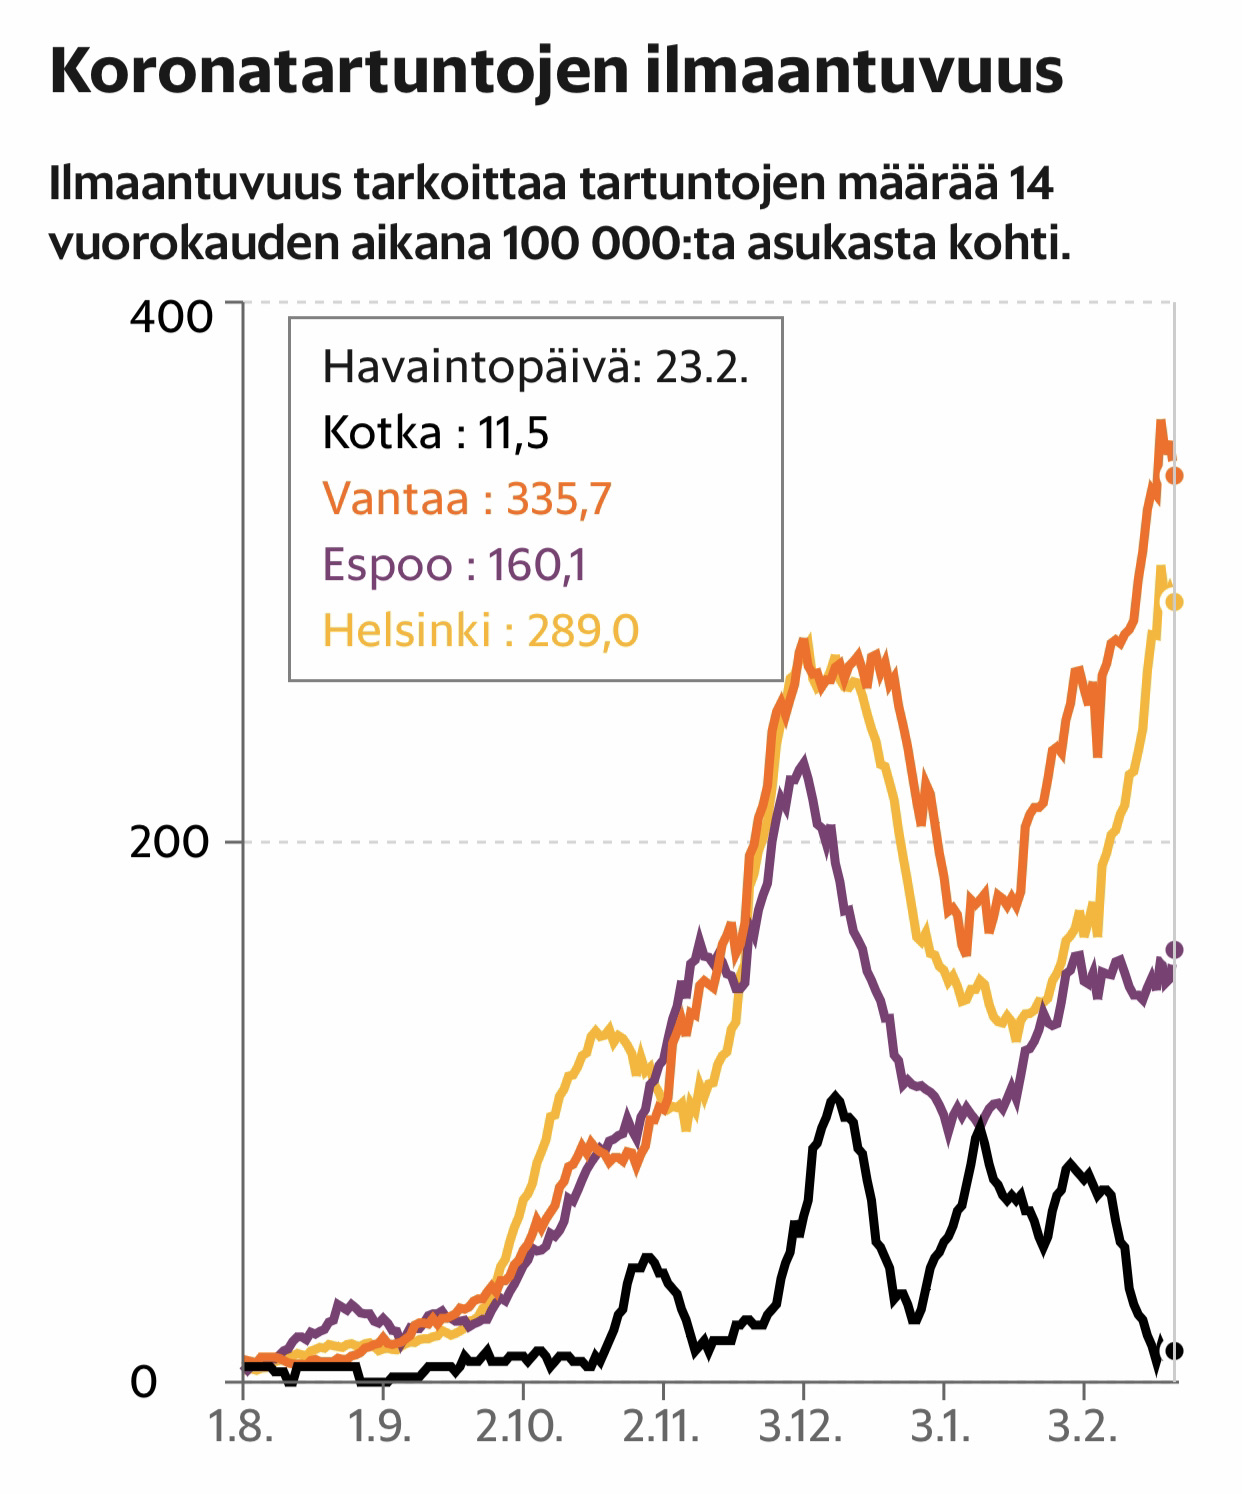 Koronatartuntojen ilmaantuvuus
Ilmaantuvuus tarkoittaa tartuntojen määrää 14
vuorokauden aikana 100 000:ta asukasta kohti.
400
Havaintopäivä: 23.2.
Kotka : 11,5
Vantaa : 335,7
Espoo : 160,1
Helsinki : 289,0
200
0
1.8. 1.9. 2.10. 2.11. 3.12. 3.1. 3.2.